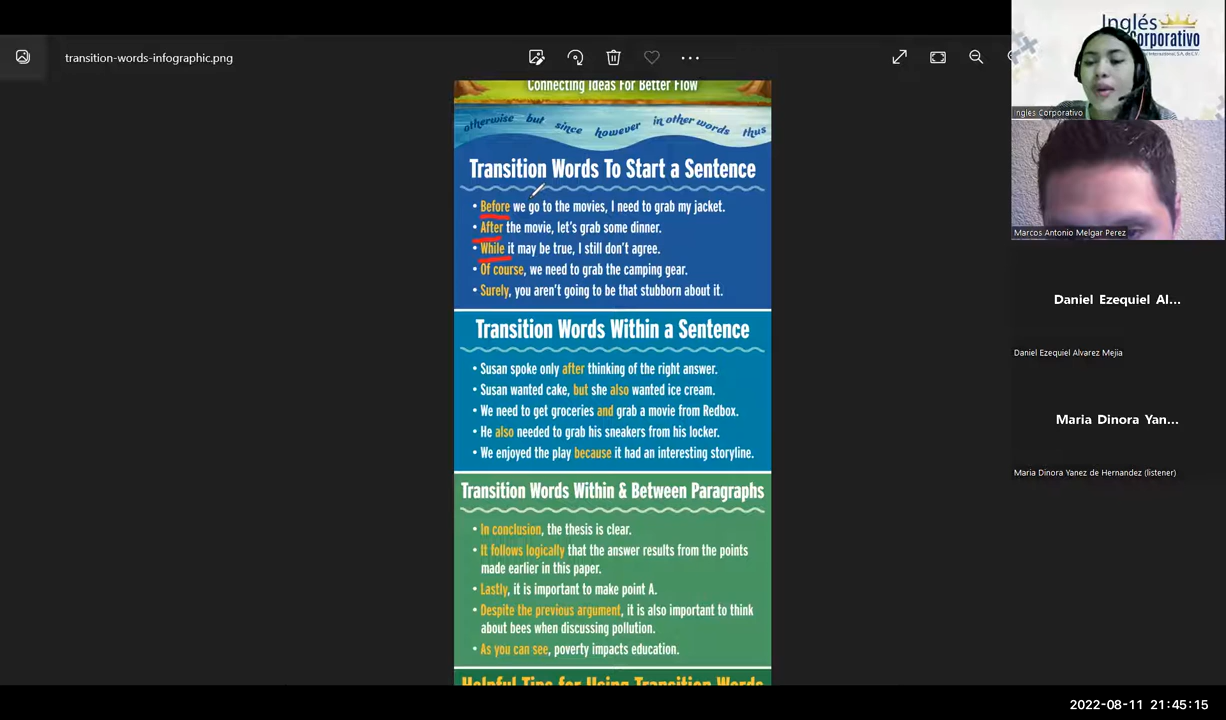 transition-words-infographic.png
Connecting Ideas For Better Flow
otherwise but since however in other words thus
Transition Words To Start a Sentence
• Before we go to the movies, I need to grab my jacket.
• After the movie, let's grab some dinner.
• While it may be true, I still don't agree.
• Of course, we need to grab the camping gear.
• Surely, you aren't going to be that stubborn about it.
Transition Words Within a Sentence
• Susan spoke only after thinking of the right answer.
• Susan wanted cake, but she also wanted ice cream.
• We need to get groceries and grab a movie from Redbox.
• He also needed to grab his sneakers from his locker.
• We enjoyed the play because it had an interesting storyline.
Transition Words Within & Between Paragraphs
• In conclusion, the thesis is clear.
• It follows logically that the answer results from the points
made earlier in this paper.
• Lastly, it is important to make point A.
• Despite the previous argument, it is also important to think
about bees when discussing pollution.
• As you can see, poverty impacts education.
Helpful Tips for Using Transition Words
Inglés
Corporativo
Ingles Corporativo
Marcos Antonio Melgar Perez
Daniel Ezequiel Al...
Daniel Ezequiel Alvarez Mejia
Maria Dinora Yan...
Maria Dinora Yanez de Hernandez (listener)
2022-08-11 21:45:15